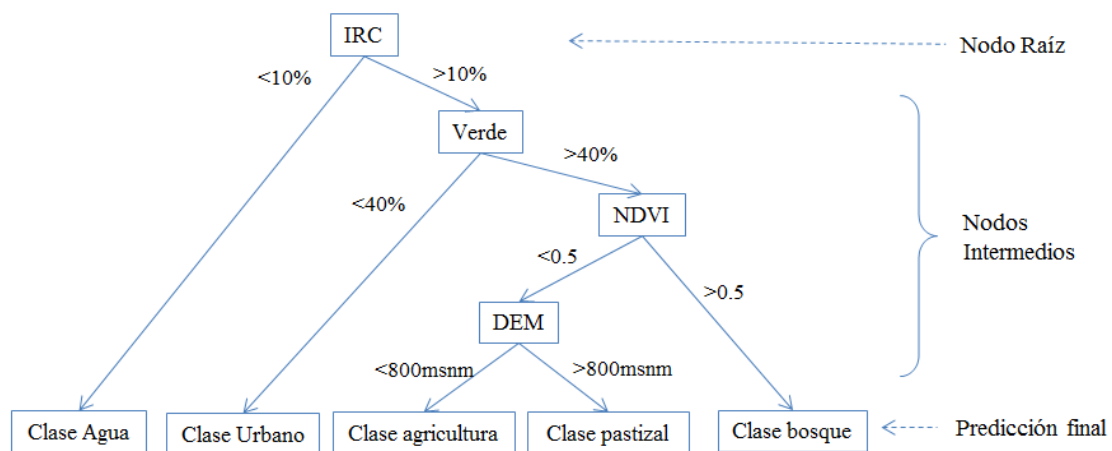 IRC
Nodo Raíz
<10%
>10%
Verde
>40%
<40%
NDVI
Nodos
Intermedios
<0.5
>0.5
DEM
<800msnm
>800msnm
Clase Agua
Clase Urbano
Clase agricultura
Clase pastizal
Clase bosque
Predicción final